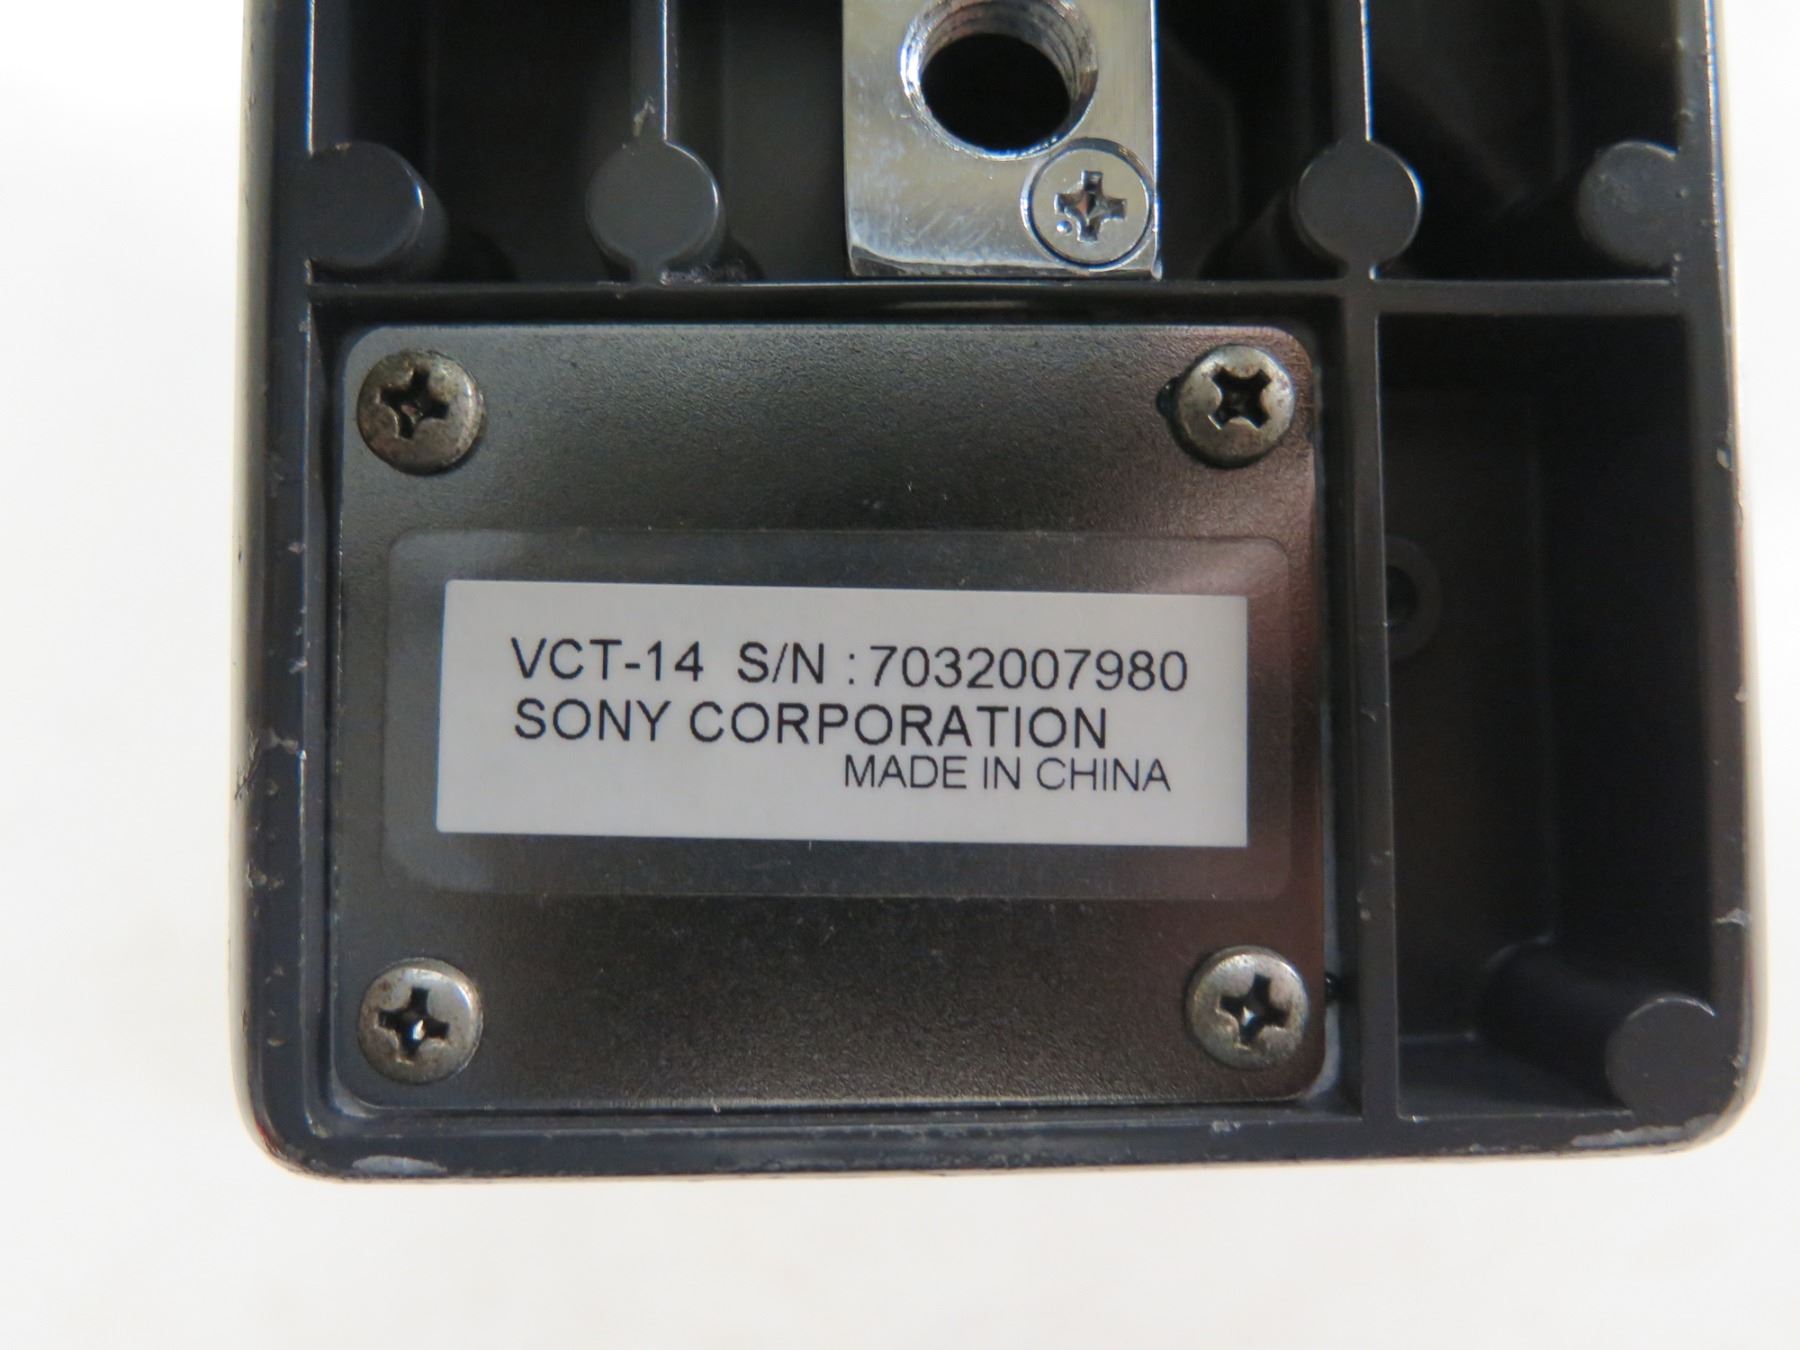 VCT-14 S/N : 7032007980
SONY CORPORATION
MADE IN CHINA